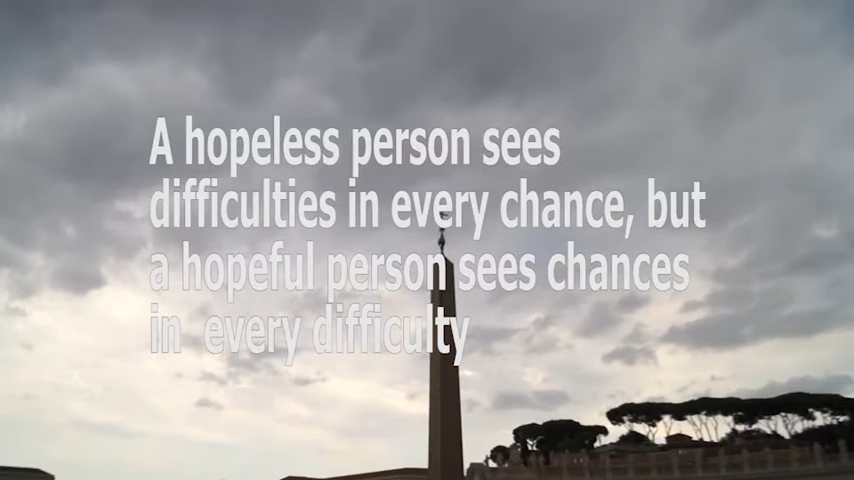 A hopeless person sees
difficulties in every chance, but
a hopeful person sees chances
in every difficulty